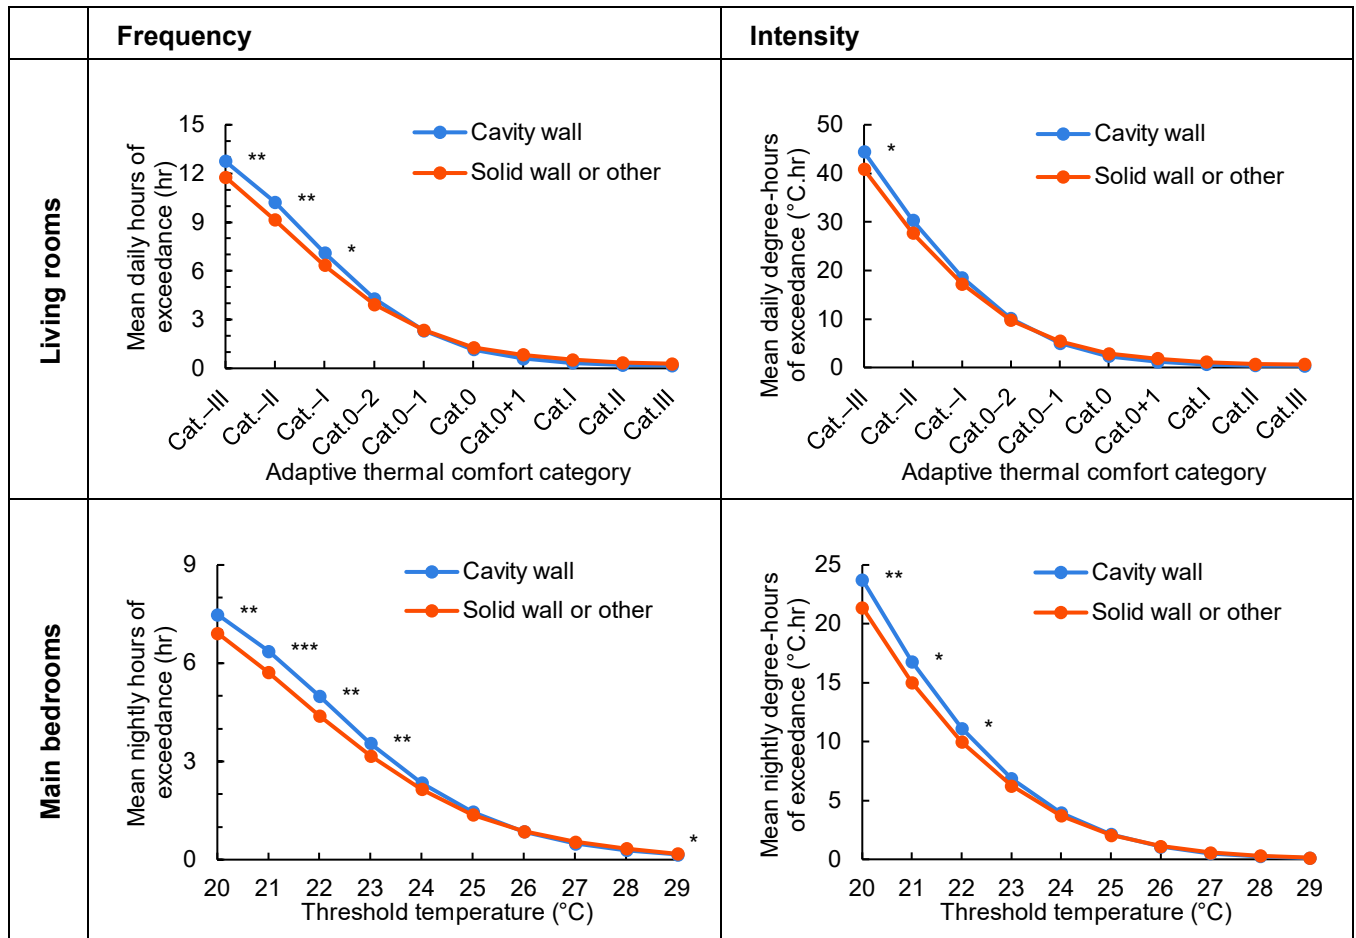 Frequency
Intensity
Living rooms
Mean daily hours of
exceedance (hr)
15
12
9
6
3
0
Cavity wall
Solid wall or other
**
**
*
Cat.–III
Cat.–II
Cat.–I
Cat.0–2
Cat.0–1
Cat.0
Cat.0+1
Cat.I
Cat.II
Cat.III
Adaptive thermal comfort category
Mean daily degree-hours
of exceedance (°C.hr)
50
40
30
20
10
0
Cavity wall
Solid wall or other
*
Cat.–III
Cat.–II
Cat.–I
Cat.0–2
Cat.0–1
Cat.0
Cat.0+1
Cat.I
Cat.II
Cat.III
Adaptive thermal comfort category
Main bedrooms
Mean nightly hours of
exceedance (hr)
9
6
3
0
Cavity wall
Solid wall or other
**
***
**
**
*
20 21 22 23 24 25 26 27 28 29
Threshold temperature (°C)
Mean nightly degree-hours
of exceedance (°C.hr)
25
20
15
10
5
0
Cavity wall
Solid wall or other
**
*
*
20 21 22 23 24 25 26 27 28 29
Threshold temperature (°C)